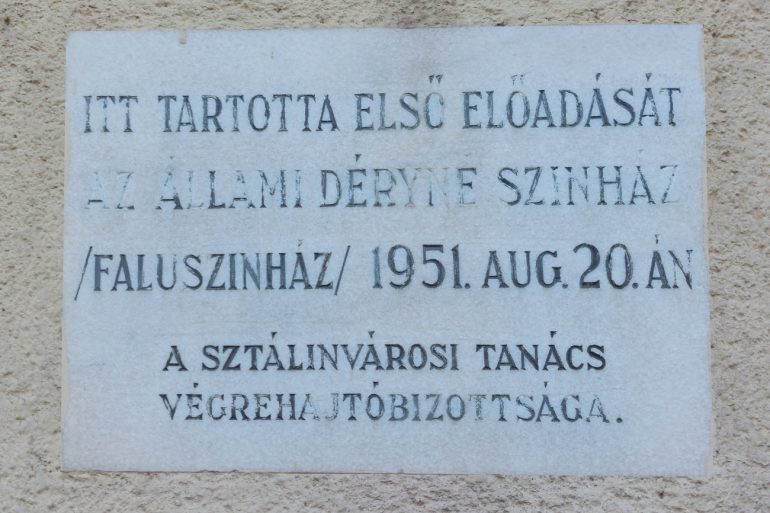 ITT TARTOTTA ELSŐ ELŐADÁSÁT
AZ ÁLLAMI DÉRYNÉ SZINHÁZ
/FALUSZINHÁZ/ 1951. AUG. 20. ÁN
A SZTÁLINVÁROSI TANÁCS
VÉGREHAJTÓBIZOTTSÁGA.